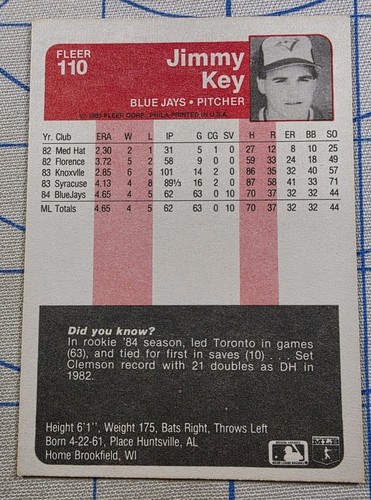 FLEER
110
Jimmy
Key
BLUE JAYS • PITCHER
© 1985 FLEER CORP. PHILA PRINTED IN U.S.A.
Yr. Club ERA W L IP G CG SV H R ER BB SO
82 Med Hat 2.30 2 1 31 5 1 0 27 12 8 10 25
82 Florence 3.72 5 2 58 9 0 0 59 33 24 18 49
83 Knoxvlle 2.85 6 5 101 14 2 0 86 35 32 40 57
83 Syracuse 4.13 4 8 89⅓ 16 2 0 87 58 41 33 71
84 BlueJays 4.65 4 5 62 63 0 10 70 37 32 32 44
ML Totals 4.65 4 5 62 63 0 10 70 37 32 32 44
Did you know?
In rookie '84 season, led Toronto in games
(63), and tied for first in saves (10) . . . Set
Clemson record with 21 doubles as DH in
1982.
Height 6'1'', Weight 175, Bats Right, Throws Left
Born 4-22-61, Place Huntsville, AL
Home Brookfield, WI